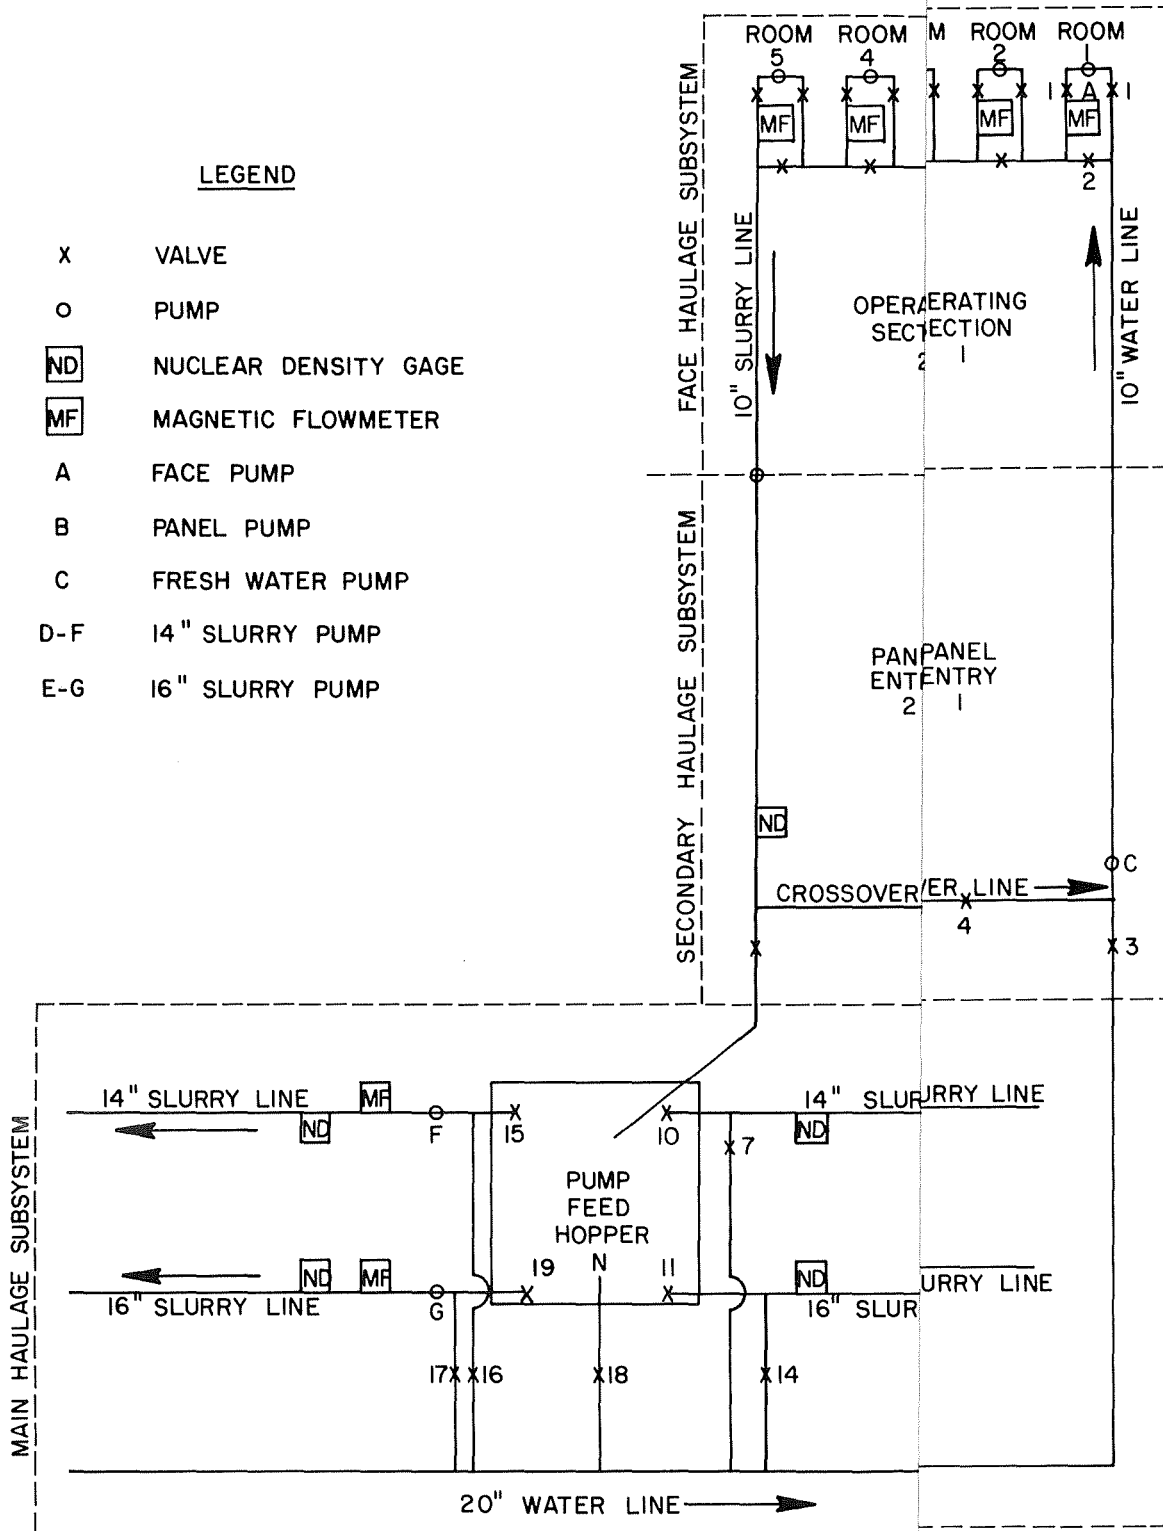 LEGEND
X VALVE
O PUMP
ND NUCLEAR DENSITY GAGE
MF MAGNETIC FLOWMETER
A FACE PUMP
B PANEL PUMP
C FRESH WATER PUMP
D-F 14" SLURRY PUMP
E-G 16" SLURRY PUMP
ROOM ROOM M ROOM ROOM
5 4 2 1
1 A 1
MF MF MF MF
2
FACE HAULAGE SUBSYSTEM
10" SLURRY LINE
10" WATER LINE
OPERAERATING
SECTECTION
2 1
SECONDARY HAULAGE SUBSYSTEM
PANPANEL
ENTENTRY
2 1
ND
C
CROSSOVER/ER LINE
4
3
MAIN HAULAGE SUBSYSTEM
14" SLURRY LINE
MF
ND
F
15
10
14" SLURJRRY LINE
ND
7
PUMP
FEED
HOPPER
N
19
11
ND
MF
G
16" SLURRY LINE
ND
16" SLUR
URRY LINE
17
16
18
14
20" WATER LINE